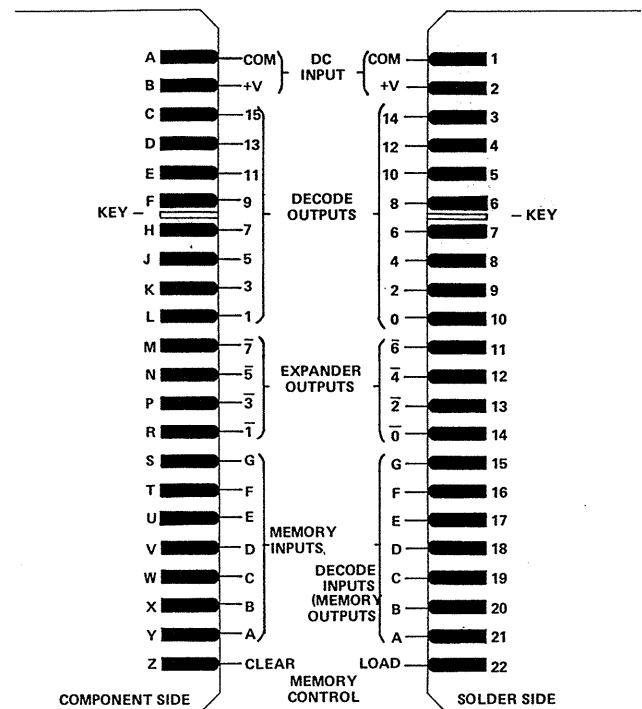 A COM DC COM 1
B +V INPUT +V 2
C 15 14 3
D 13 12 4
E 11 10 5
F 9 DECODE 8 6
KEY OUTPUTS KEY
H 7 6 7
J 5 4 8
K 3 2 9
L 1 0 10
M 7̅ 6̅ 11
N 5̅ EXPANDER 4̅ 12
P 3̅ OUTPUTS 2̅ 13
R 1̅ 0̅ 14
S G G 15
T F F 16
U E E 17
V D MEMORY INPUTS, D 18
W C DECODE INPUTS C 19
X B (MEMORY OUTPUTS B 20
Y A A 21
Z CLEAR MEMORY CONTROL LOAD 22
COMPONENT SIDE SOLDER SIDE